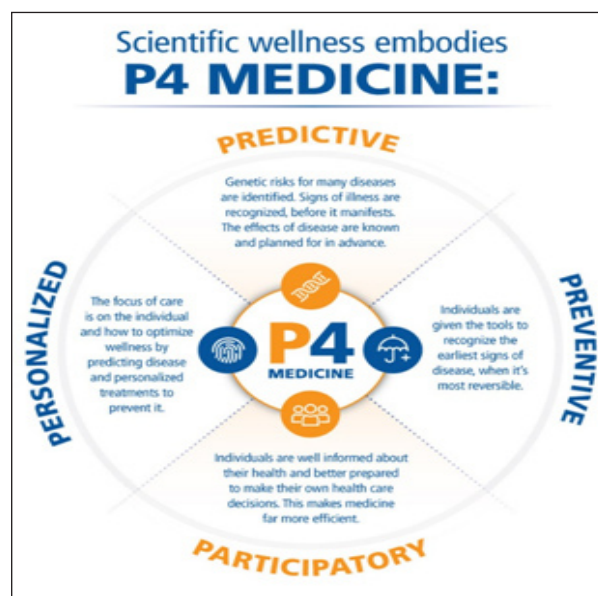 Scientific wellness embodies
P4 MEDICINE:
PREDICTIVE
Genetic risks for many diseases
are identified. Signs of illness are
recognized, before it manifests.
The effects of disease are known
and planned for in advance.
PERSONALIZED
The focus of care
is on the individual
and how to optimize
wellness by
predicting disease
and personalized
treatments to
prevent it.
P4
MEDICINE
Individuals are
given the tools to
recognize the
earliest signs of
disease, when it's
most reversible.
PREVENTIVE
Individuals are well informed about
their health and better prepared
to make their own health care
decisions. This makes medicine
far more efficient.
PARTICIPATORY